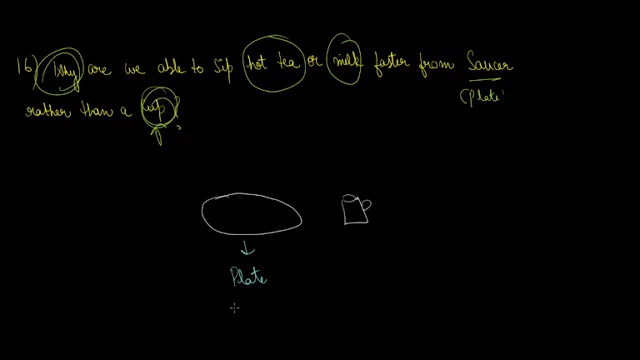 16) Why are we able to sip hot tea or milk faster from Saucer
(Plate)
rather than a cup ?
Plate